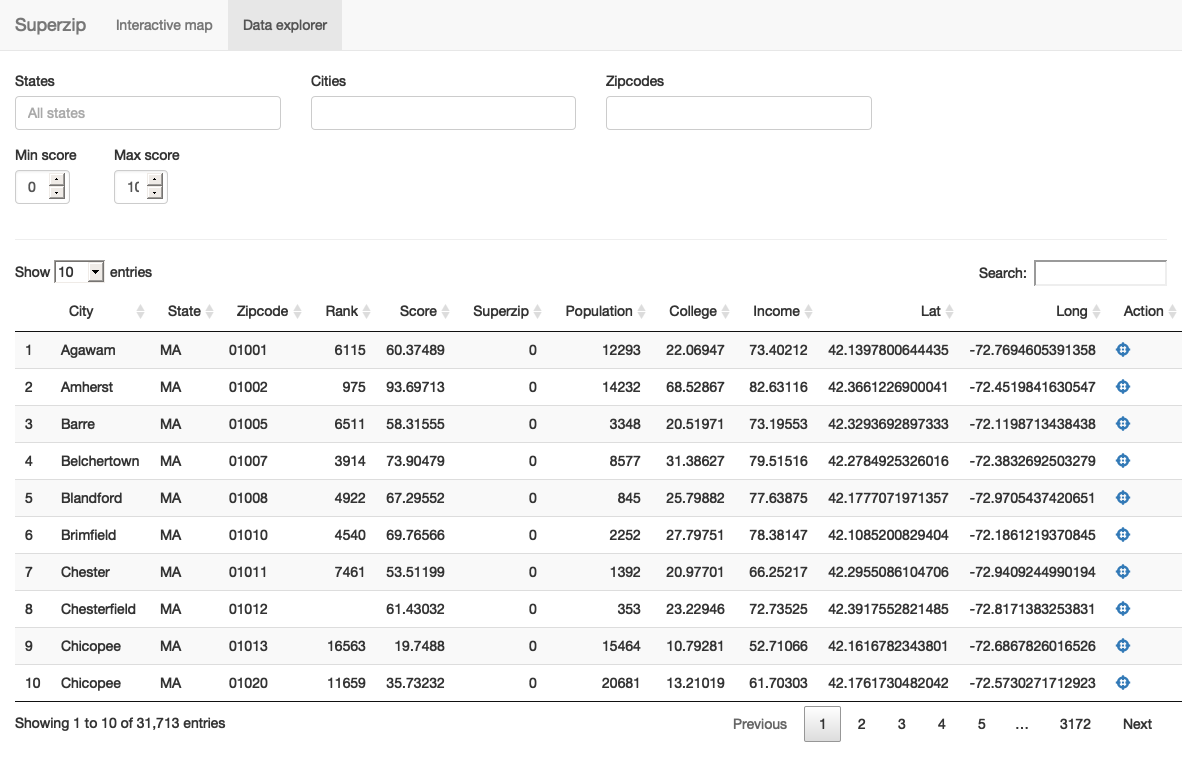 Superzip Interactive map Data explorer
States Cities Zipcodes
All states
Min score Max score
0 10
Show 10 entries Search:
City State Zipcode Rank Score Superzip Population College Income Lat Long Action
1 Agawam MA 01001 6115 60.37489 0 12293 22.06947 73.40212 42.1397800644435 -72.7694605391358
2 Amherst MA 01002 975 93.69713 0 14232 68.52867 82.63116 42.3661226900041 -72.4519841630547
3 Barre MA 01005 6511 58.31555 0 3348 20.51971 73.19553 42.3293692897333 -72.1198713438438
4 Belchertown MA 01007 3914 73.90479 0 8577 31.38627 79.51516 42.2784925326016 -72.3832692503279
5 Blandford MA 01008 4922 67.29552 0 845 25.79882 77.63875 42.1777071971357 -72.9705437420651
6 Brimfield MA 01010 4540 69.76566 0 2252 27.79751 78.38147 42.1085200829404 -72.1861219370845
7 Chester MA 01011 7461 53.51199 0 1392 20.97701 66.25217 42.2955086104706 -72.9409244990194
8 Chesterfield MA 01012 61.43032 0 353 23.22946 72.73525 42.3917552821485 -72.8171383253831
9 Chicopee MA 01013 16563 19.7488 0 15464 10.79281 52.71066 42.1616782343801 -72.6867826016526
10 Chicopee MA 01020 11659 35.73232 0 20681 13.21019 61.70303 42.1761730482042 -72.5730271712923
Showing 1 to 10 of 31,713 entries Previous 1 2 3 4 5 … 3172 Next